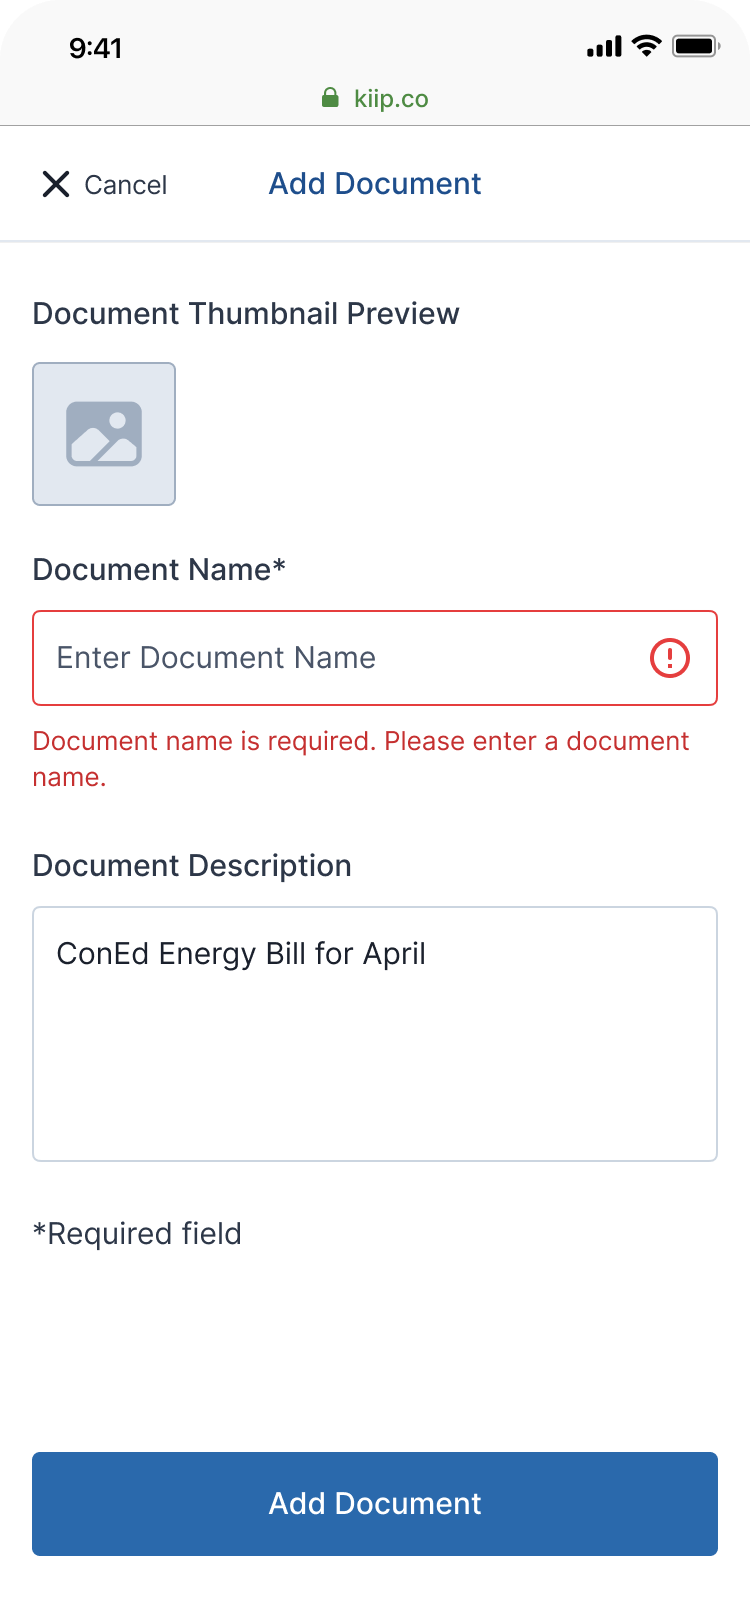 9:41
kiip.co
Cancel
Add Document
Document Thumbnail Preview
Document Name*
Enter Document Name
Document name is required. Please enter a document
name.
Document Description
ConEd Energy Bill for April
*Required field
Add Document